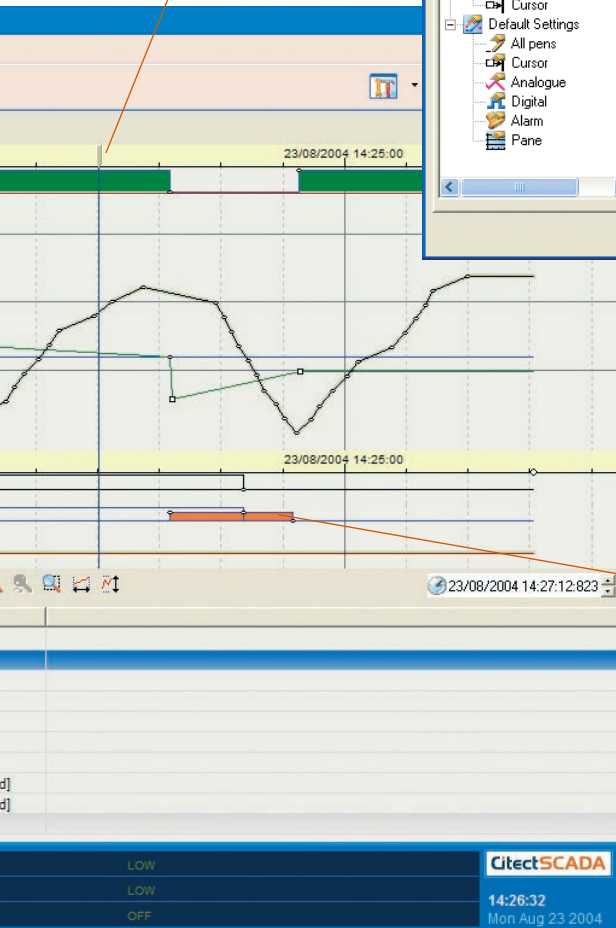 Cursor
Default Settings
All pens
Cursor
Analogue
Digital
Alarm
Pane
23/08/2004 14:25:00
23/08/2004 14:25:00
23/08/2004 14:27:12:823
d]
d]
LOW
LOW
OFF
CitectSCADA
14:26:32
Mon Aug 23 2004